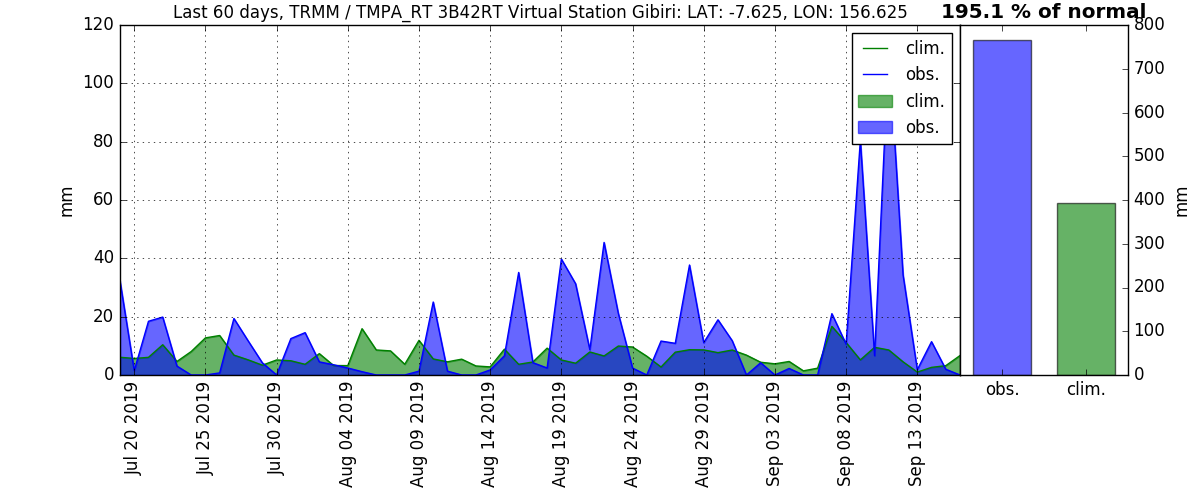 Last 60 days, TRMM / TMPA_RT 3B42RT Virtual Station Gibiri: LAT: -7.625, LON: 156.625
195.1 % of normal
120
100
80
60
40
20
0
mm
clim.
obs.
clim.
obs.
800
700
600
500
400
300
200
100
0
mm
Jul 20 2019
Jul 25 2019
Jul 30 2019
Aug 04 2019
Aug 09 2019
Aug 14 2019
Aug 19 2019
Aug 24 2019
Aug 29 2019
Sep 03 2019
Sep 08 2019
Sep 13 2019
obs.
clim.